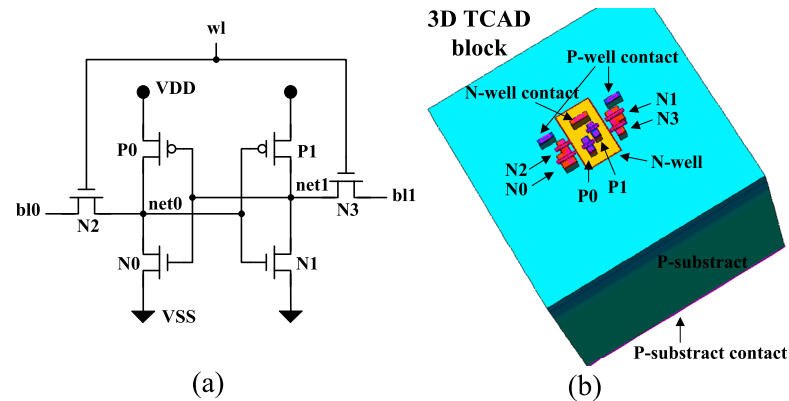 wl
VDD
P0
P1
net1
bl0
N2
net0
N3
bl1
N0
N1
VSS
(a)
3D TCAD
block
P-well contact
N-well contact
N1
N3
N2
N0
N-well
P0
P1
P-substract
P-substract contact
(b)